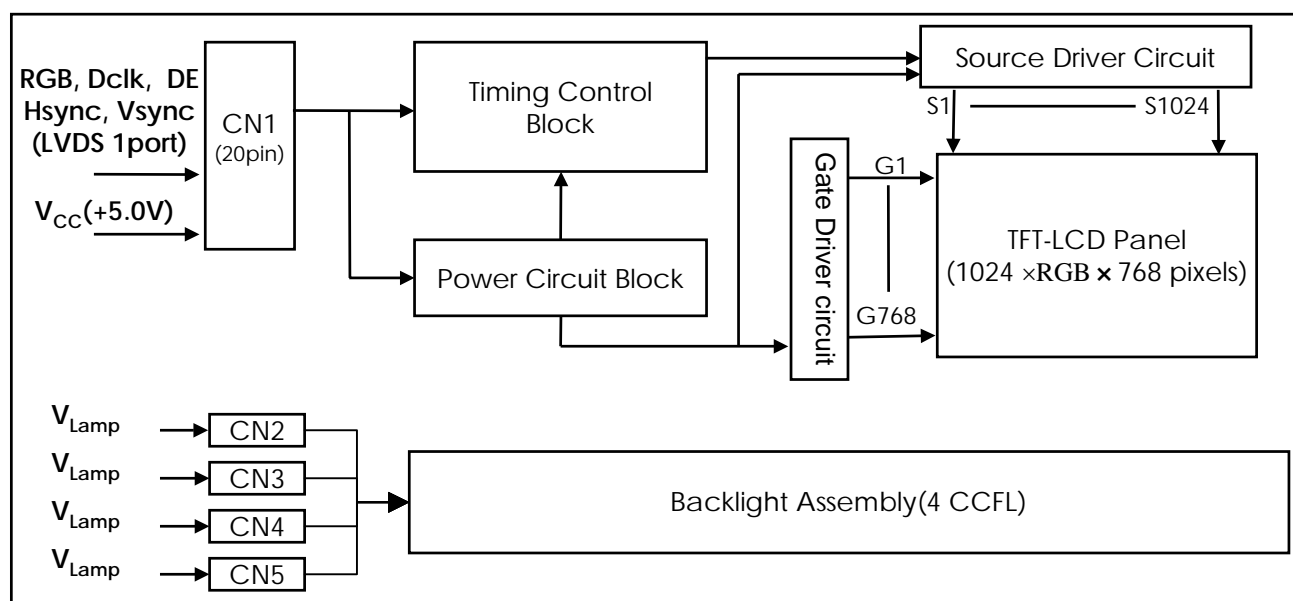 RGB, Dclk, DE
Hsync, Vsync
(LVDS 1port)
VCC(+5.0V)
CN1
(20pin)
Timing Control
Block
Power Circuit Block
Source Driver Circuit
S1
S1024
Gate Driver circuit
G1
G768
TFT-LCD Panel
(1024 ×RGB × 768 pixels)
VLamp
CN2
VLamp
CN3
VLamp
CN4
VLamp
CN5
Backlight Assembly(4 CCFL)